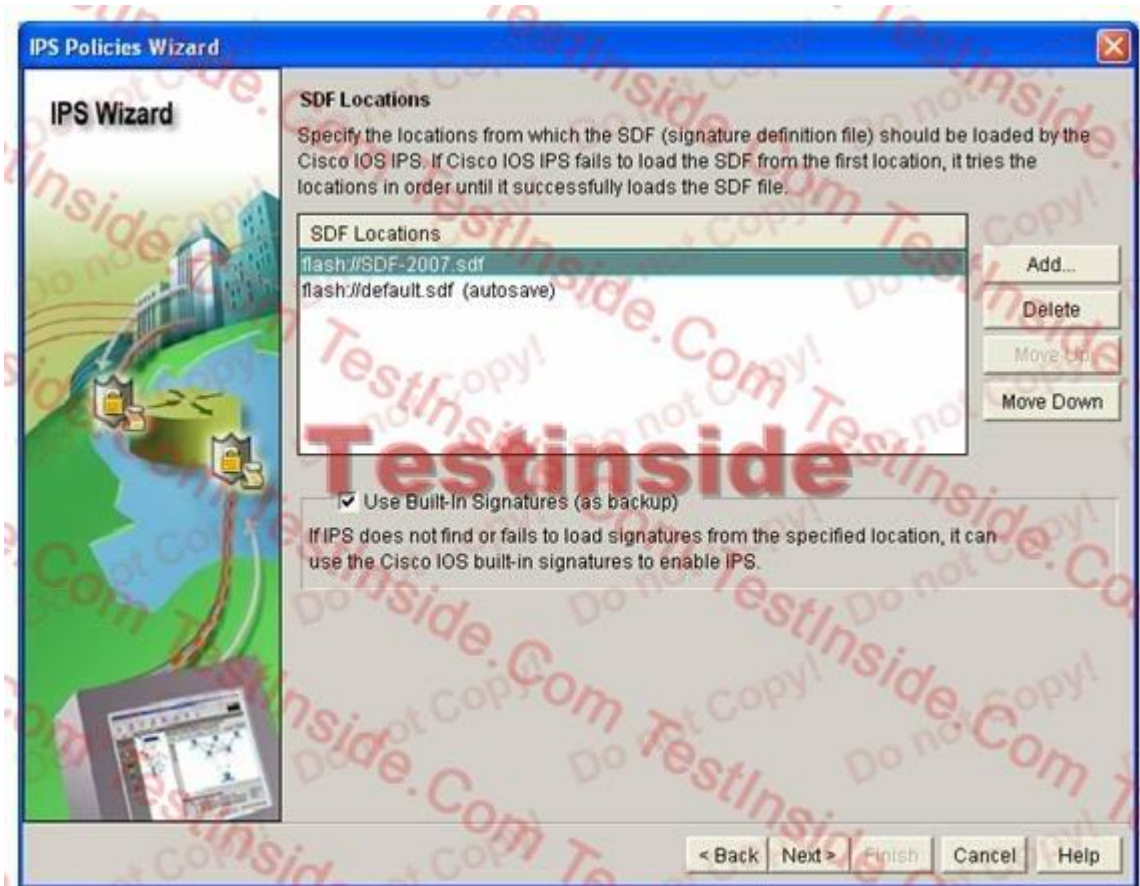 IPS Policies Wizard
IPS Wizard
SDF Locations
Specify the locations from which the SDF (signature definition file) should be loaded by the
Cisco IOS IPS. If Cisco IOS IPS fails to load the SDF from the first location, it tries the
locations in order until it successfully loads the SDF file.
SDF Locations
flash://SDF-2007.sdf
flash://default.sdf (autosave)
Add...
Delete
Move Up
Move Down
Testinside
Use Built-In Signatures (as backup)
If IPS does not find or fails to load signatures from the specified location, it can
use the Cisco IOS built-in signatures to enable IPS.
< Back
Next >
Finish
Cancel
Help
TestInside.Com
Do not Copy!